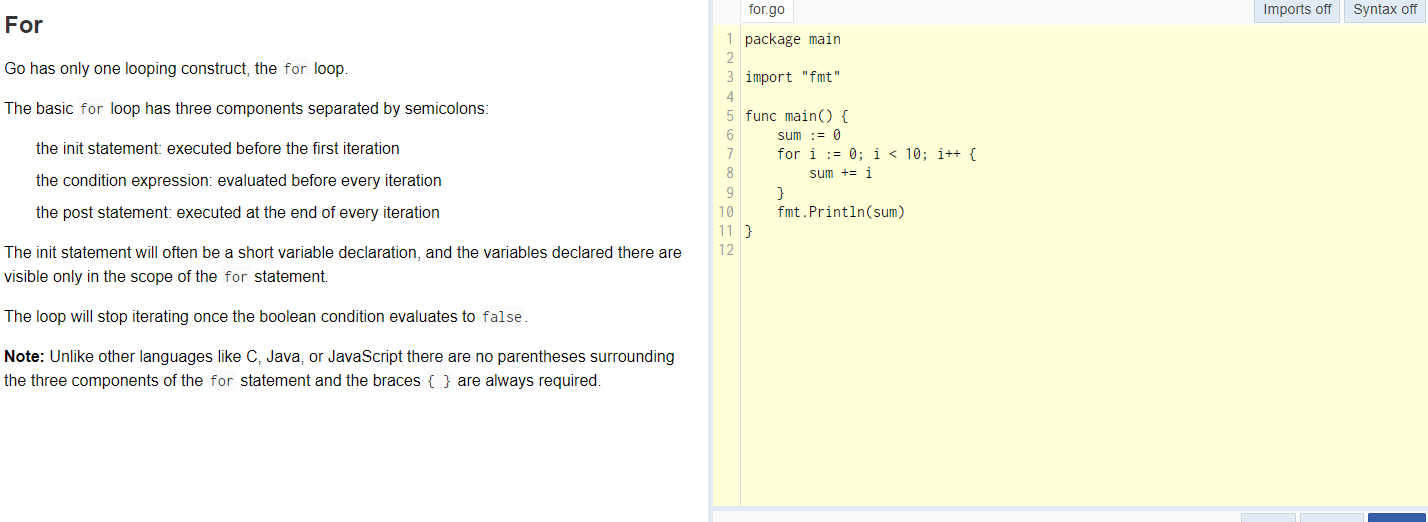 For
Go has only one looping construct, the for loop.
The basic for loop has three components separated by semicolons:
the init statement: executed before the first iteration
the condition expression: evaluated before every iteration
the post statement: executed at the end of every iteration
The init statement will often be a short variable declaration, and the variables declared there are
visible only in the scope of the for statement.
The loop will stop iterating once the boolean condition evaluates to false.
Note: Unlike other languages like C, Java, or JavaScript there are no parentheses surrounding
the three components of the for statement and the braces { } are always required.
for.go
Imports off
Syntax off
1 package main
2
3 import "fmt"
4
5 func main() {
6     sum := 0
7     for i := 0; i < 10; i++ {
8         sum += i
9     }
10     fmt.Println(sum)
11 }
12